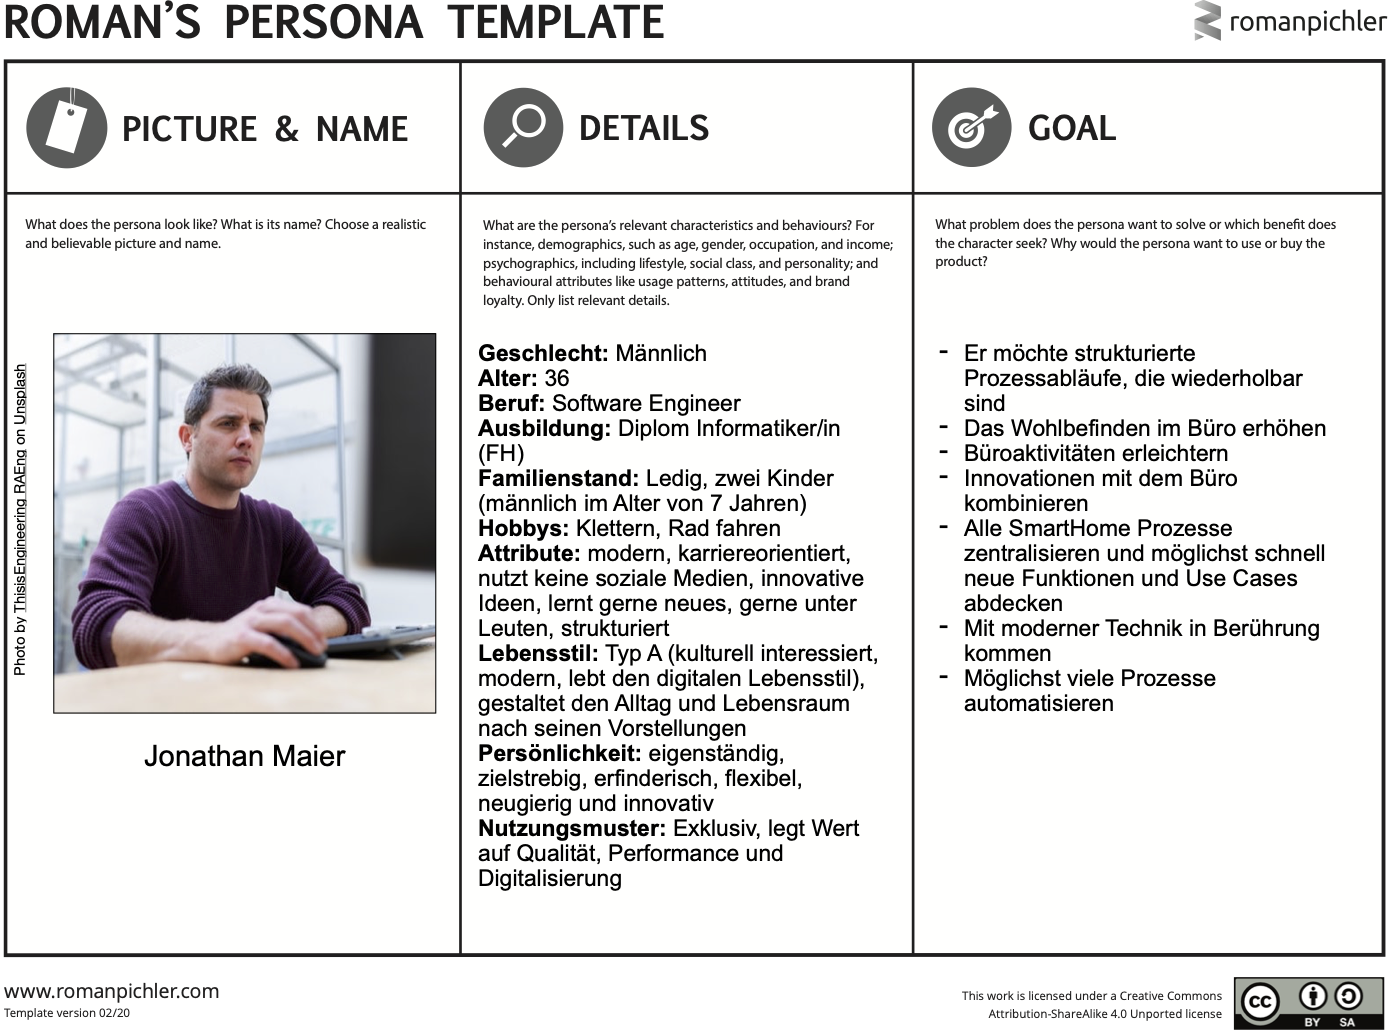 ROMAN'S PERSONA TEMPLATE
romanpichler
PICTURE & NAME
What does the persona look like? What is its name? Choose a realistic
and believable picture and name.
Photo by ThisisEngineering RAEng on Unsplash
Jonathan Maier
DETAILS
What are the persona's relevant characteristics and behaviours? For
instance, demographics, such as age, gender, occupation, and income;
psychographics, including lifestyle, social class, and personality; and
behavioural attributes like usage patterns, attitudes, and brand
loyalty. Only list relevant details.
Geschlecht: Männlich
Alter: 36
Beruf: Software Engineer
Ausbildung: Diplom Informatiker/in
(FH)
Familienstand: Ledig, zwei Kinder
(männlich im Alter von 7 Jahren)
Hobbys: Klettern, Rad fahren
Attribute: modern, karriereorientiert,
nutzt keine soziale Medien, innovative
Ideen, lernt gerne neues, gerne unter
Leuten, strukturiert
Lebensstil: Typ A (kulturell interessiert,
modern, lebt den digitalen Lebensstil),
gestaltet den Alltag und Lebensraum
nach seinen Vorstellungen
Persönlichkeit: eigenständig,
zielstrebig, erfinderisch, flexibel,
neugierig und innovativ
Nutzungsmuster: Exklusiv, legt Wert
auf Qualität, Performance und
Digitalisierung
GOAL
What problem does the persona want to solve or which benefit does
the character seek? Why would the persona want to use or buy the
product?
- Er möchte strukturierte
Prozessabläufe, die wiederholbar
sind
- Das Wohlbefinden im Büro erhöhen
- Büroaktivitäten erleichtern
- Innovationen mit dem Büro
kombinieren
- Alle SmartHome Prozesse
zentralisieren und möglichst schnell
neue Funktionen und Use Cases
abdecken
- Mit moderner Technik in Berührung
kommen
- Möglichst viele Prozesse
automatisieren
www.romanpichler.com
Template version 02/20
This work is licensed under a Creative Commons
Attribution-ShareAlike 4.0 Unported license
cc
BY SA